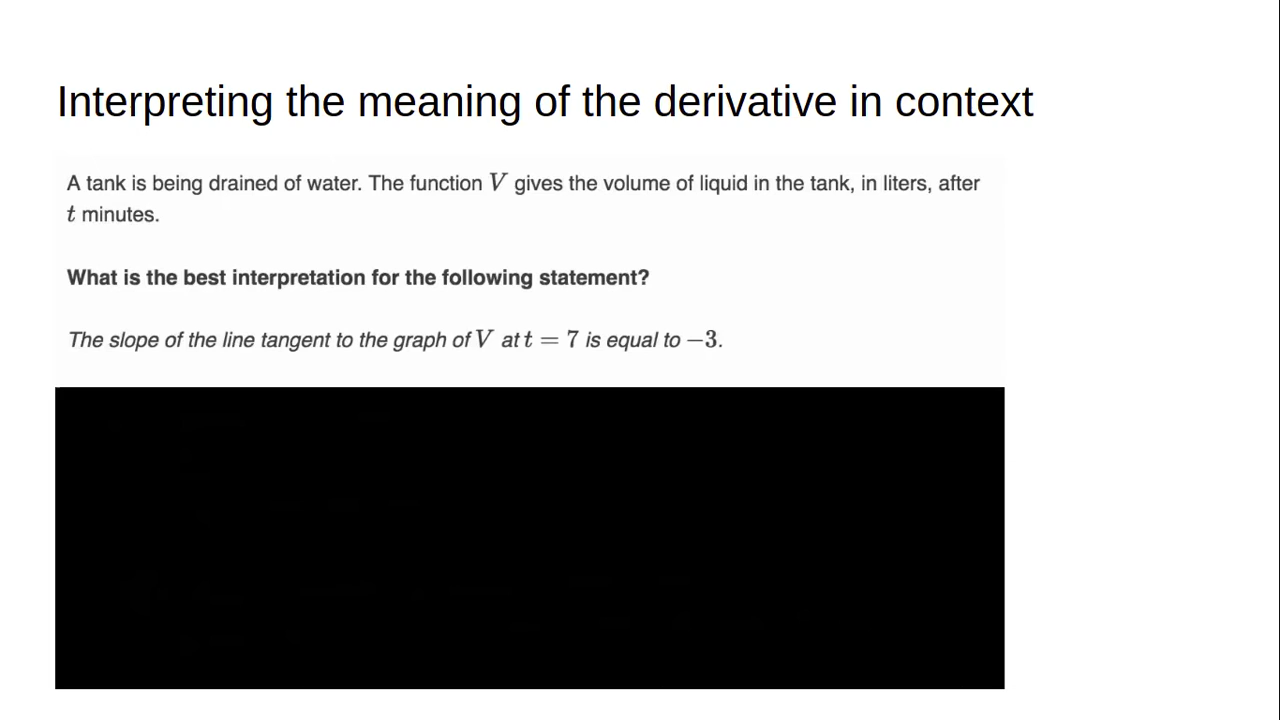 Interpreting the meaning of the derivative in context
A tank is being drained of water. The function V gives the volume of liquid in the tank, in liters, after
t minutes.
What is the best interpretation for the following statement?
The slope of the line tangent to the graph of V at t = 7 is equal to −3.